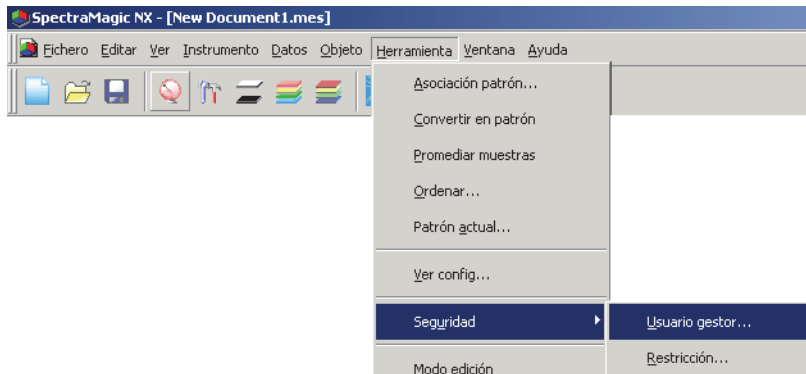 SpectraMagic NX - [New Document1.mes]
Fichero Editar Ver Instrumento Datos Objeto Herramienta Ventana Ayuda
Asociación patrón...
Convertir en patrón
Promediar muestras
Ordenar...
Patrón actual...
Ver config...
Seguridad Usuario gestor...
Restricción...
Modo edición